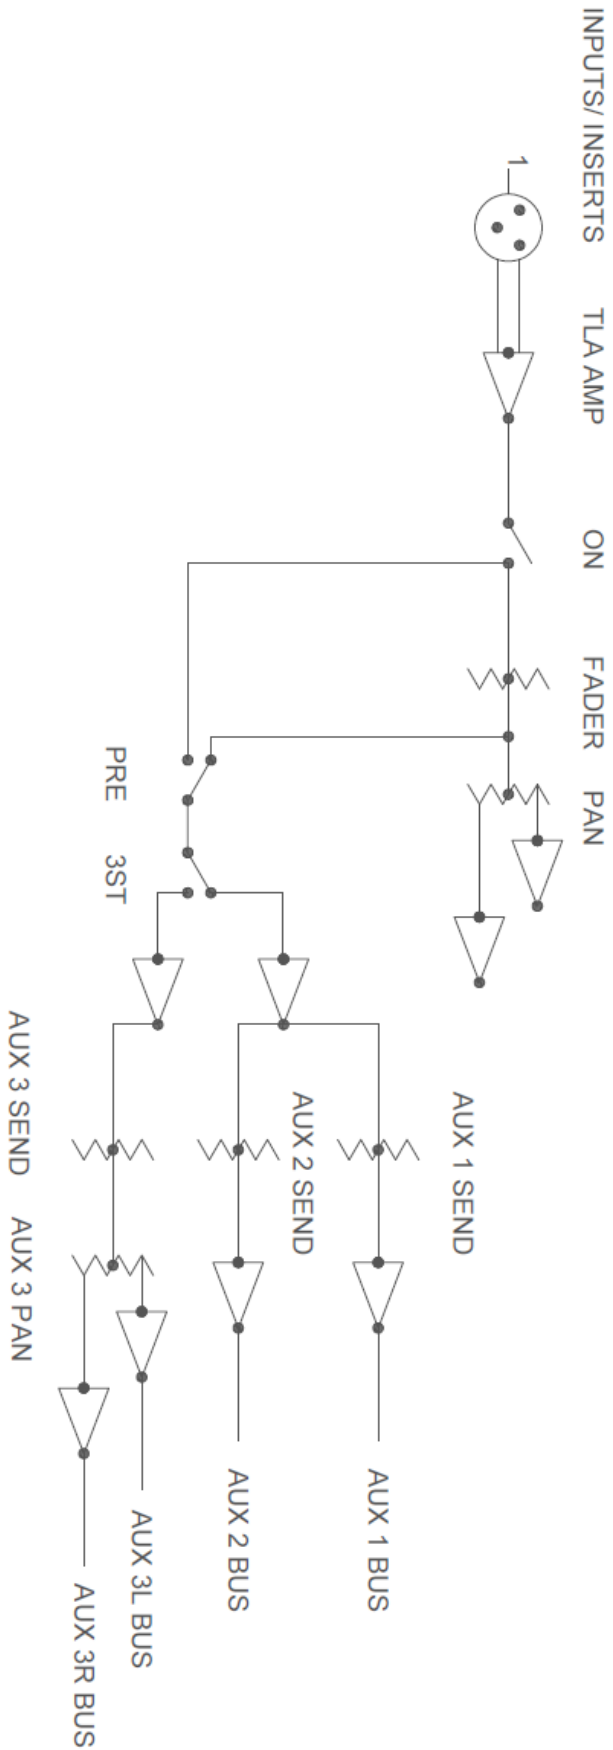 INPUTS/ INSERTS
TLA AMP
ON
FADER
PAN
1
PRE
3ST
AUX 1 SEND
AUX 1 BUS
AUX 2 SEND
AUX 2 BUS
AUX 3 SEND
AUX 3 PAN
AUX 3L BUS
AUX 3R BUS